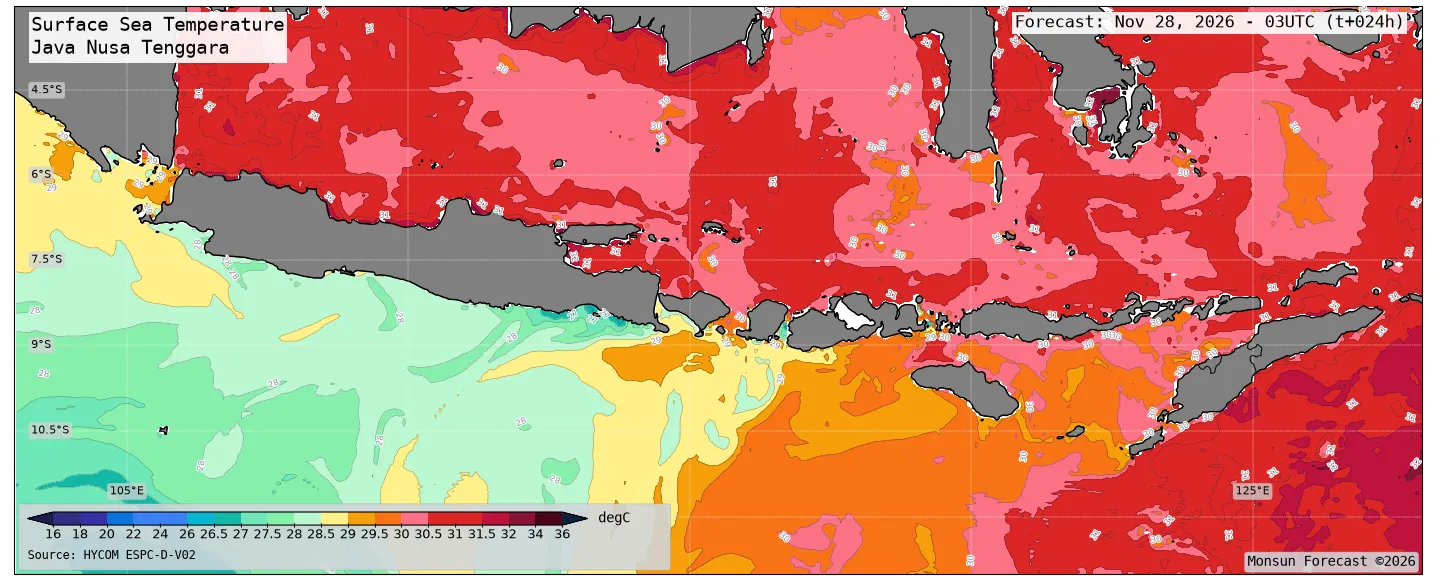 Surface Sea Temperature
Java Nusa Tenggara
Forecast: Nov 28, 2026 - 03UTC (t+024h)
4.5°S
6°S
7.5°S
9°S
10.5°S
105°E
125°E
degC
16 18 20 22 24 26 26.5 27 27.5 28 28.5 29 29.5 30 30.5 31 31.5 32 34 36
Source: HYCOM ESPC-D-V02
Monsun Forecast ©2026